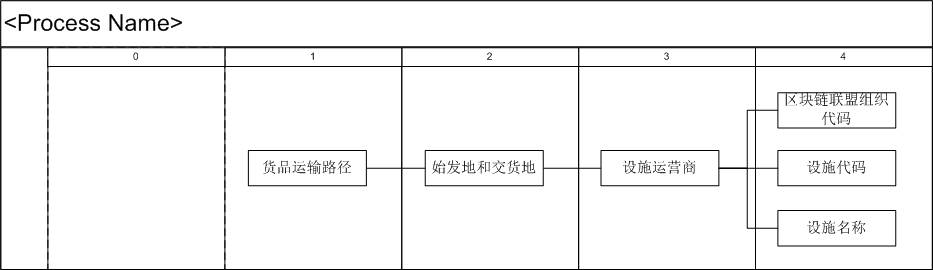 <Process Name>
0
1
2
3
4
区块链联盟组织
代码
货品运输路径
始发地和交货地
设施运营商
设施代码
设施名称